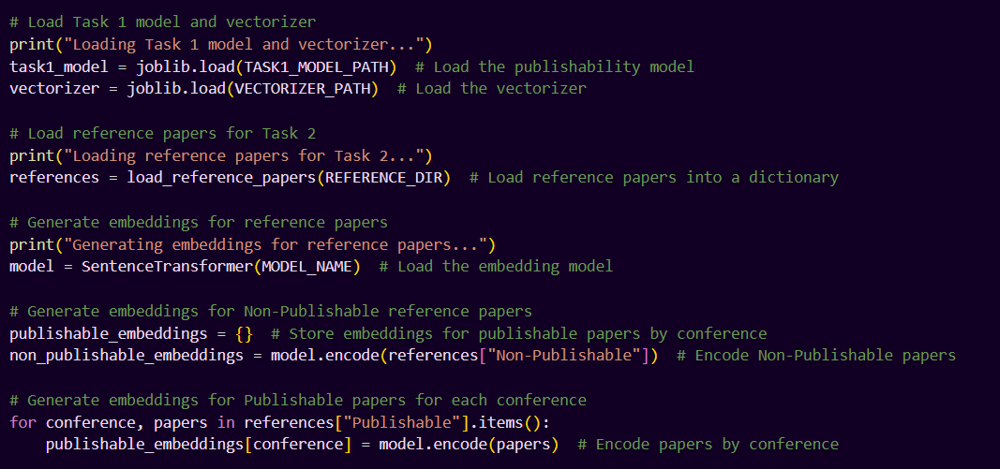 # Load Task 1 model and vectorizer
print("Loading Task 1 model and vectorizer...")
task1_model = joblib.load(TASK1_MODEL_PATH)  # Load the publishability model
vectorizer = joblib.load(VECTORIZER_PATH)  # Load the vectorizer

# Load reference papers for Task 2
print("Loading reference papers for Task 2...")
references = load_reference_papers(REFERENCE_DIR)  # Load reference papers into a dictionary

# Generate embeddings for reference papers
print("Generating embeddings for reference papers...")
model = SentenceTransformer(MODEL_NAME)  # Load the embedding model

# Generate embeddings for Non-Publishable reference papers
publishable_embeddings = {}  # Store embeddings for publishable papers by conference
non_publishable_embeddings = model.encode(references["Non-Publishable"])  # Encode Non-Publishable papers

# Generate embeddings for Publishable papers for each conference
for conference, papers in references["Publishable"].items():
    publishable_embeddings[conference] = model.encode(papers)  # Encode papers by conference